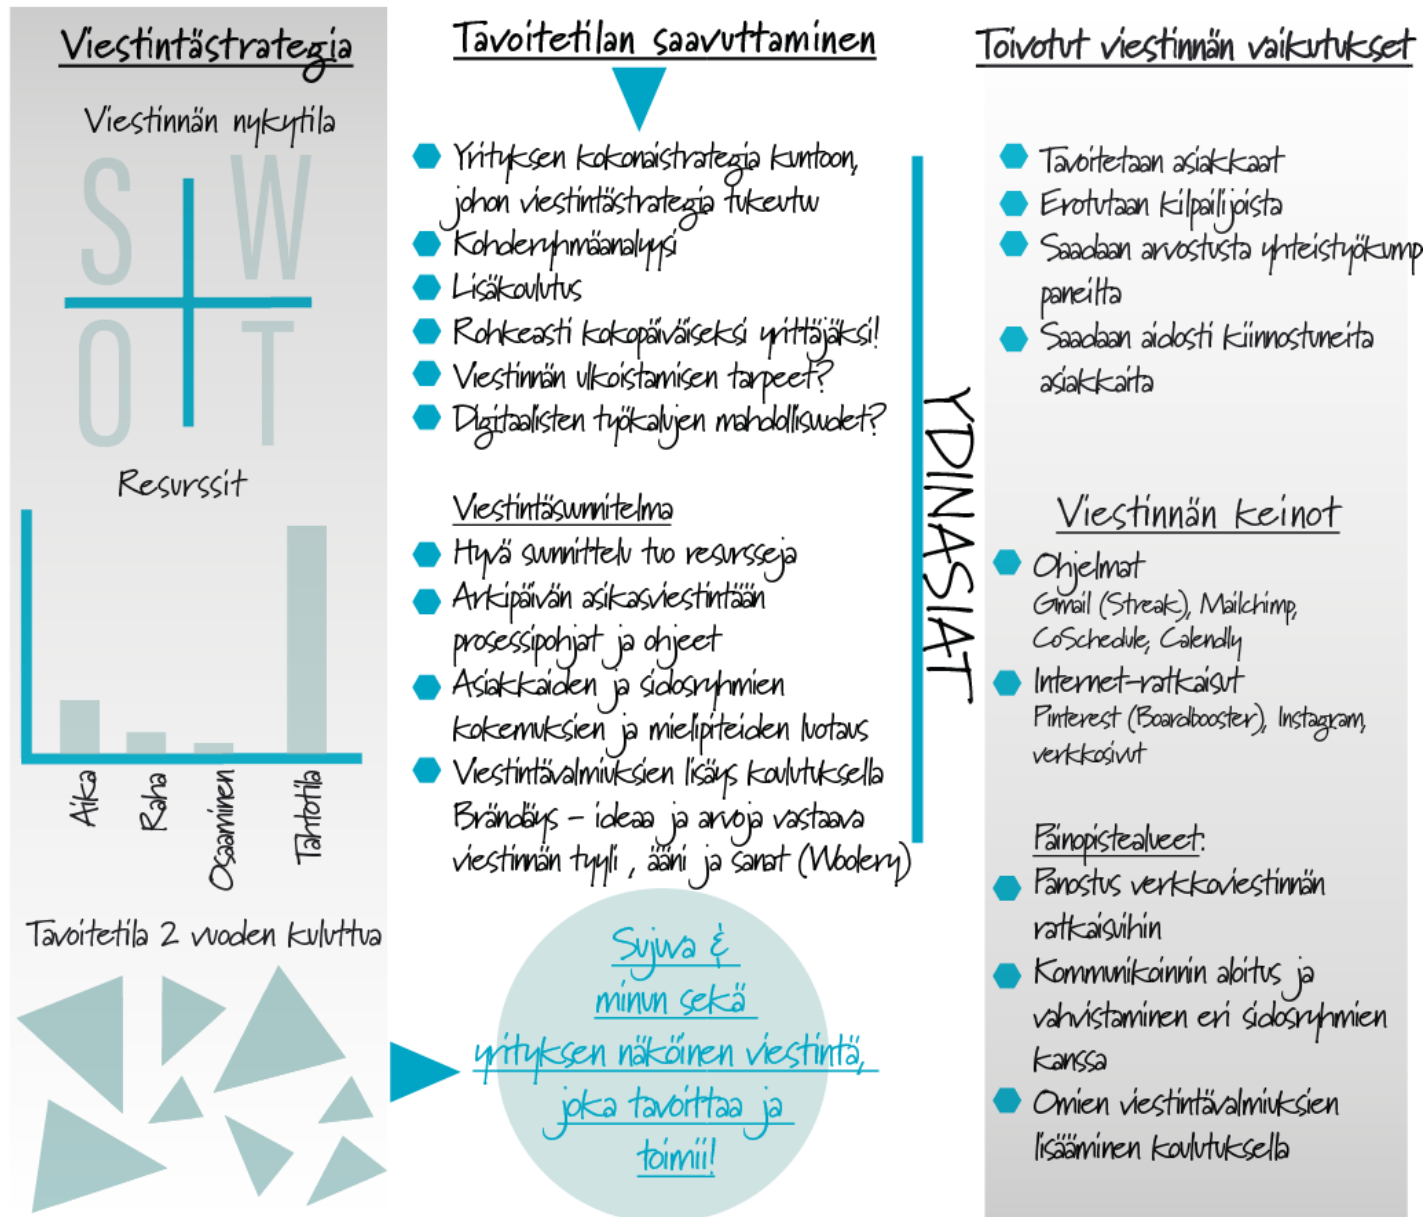 Viestintästrategia
Viestinnän nykytila
S W
O T
Resurssit
Aika
Raha
Osaaminen
Tahtotila
Tavoitetila 2 vuoden kuluttua
Tavoitetilan saavuttaminen
Yrityksen kokonaistrategia kuntoon,
johon viestintästrategia tukeutuu
Kohderyhmäanalyysi
Lisäkoulutus
Rohkeasti kokopäiväiseksi yrittäjäksi!
Viestinnän ulkoistamisen tarpeet?
Digitaalisten työkalujen mahdollisuudet?
Viestintäsuunnitelma
Hyvä suunnittelu tuo resursseja
Arkipäivän asikasviestintään
prosessipohjat ja ohjeet
Asiakkaiden ja sidosryhmien
kokemuksien ja mielipiteiden luotaus
Viestintävalmiuksien lisäys koulutuksella
Brändäys – ideaa ja arvoja vastaava
viestinnän tyyli , ääni ja sanat (Woolery)
YDINASIAT
Sujuva &
minun sekä
yrityksen näköinen viestintä,
joka tavoittaa ja
toimii!
Toivotut viestinnän vaikutukset
Tavoitetaan asiakkaat
Erotutaan kilpailijoista
Saadaan arvostusta yhteistyökump
paneilta
Saadaan aidosti kiinnostuneita
asiakkaita
Viestinnän keinot
Ohjelmat
Gmail (Streak), Mailchimp,
CoSchedule, Calendly
Internet-ratkaisut
Pinterest (Boardbooster), Instagram,
verkkosivut
Painopistealueet:
Panostus verkkoviestinnän
ratkaisuihin
Kommunikoinnin aloitus ja
vahvistaminen eri sidosryhmien
kanssa
Omien viestintävalmiuksien
lisääminen koulutuksella